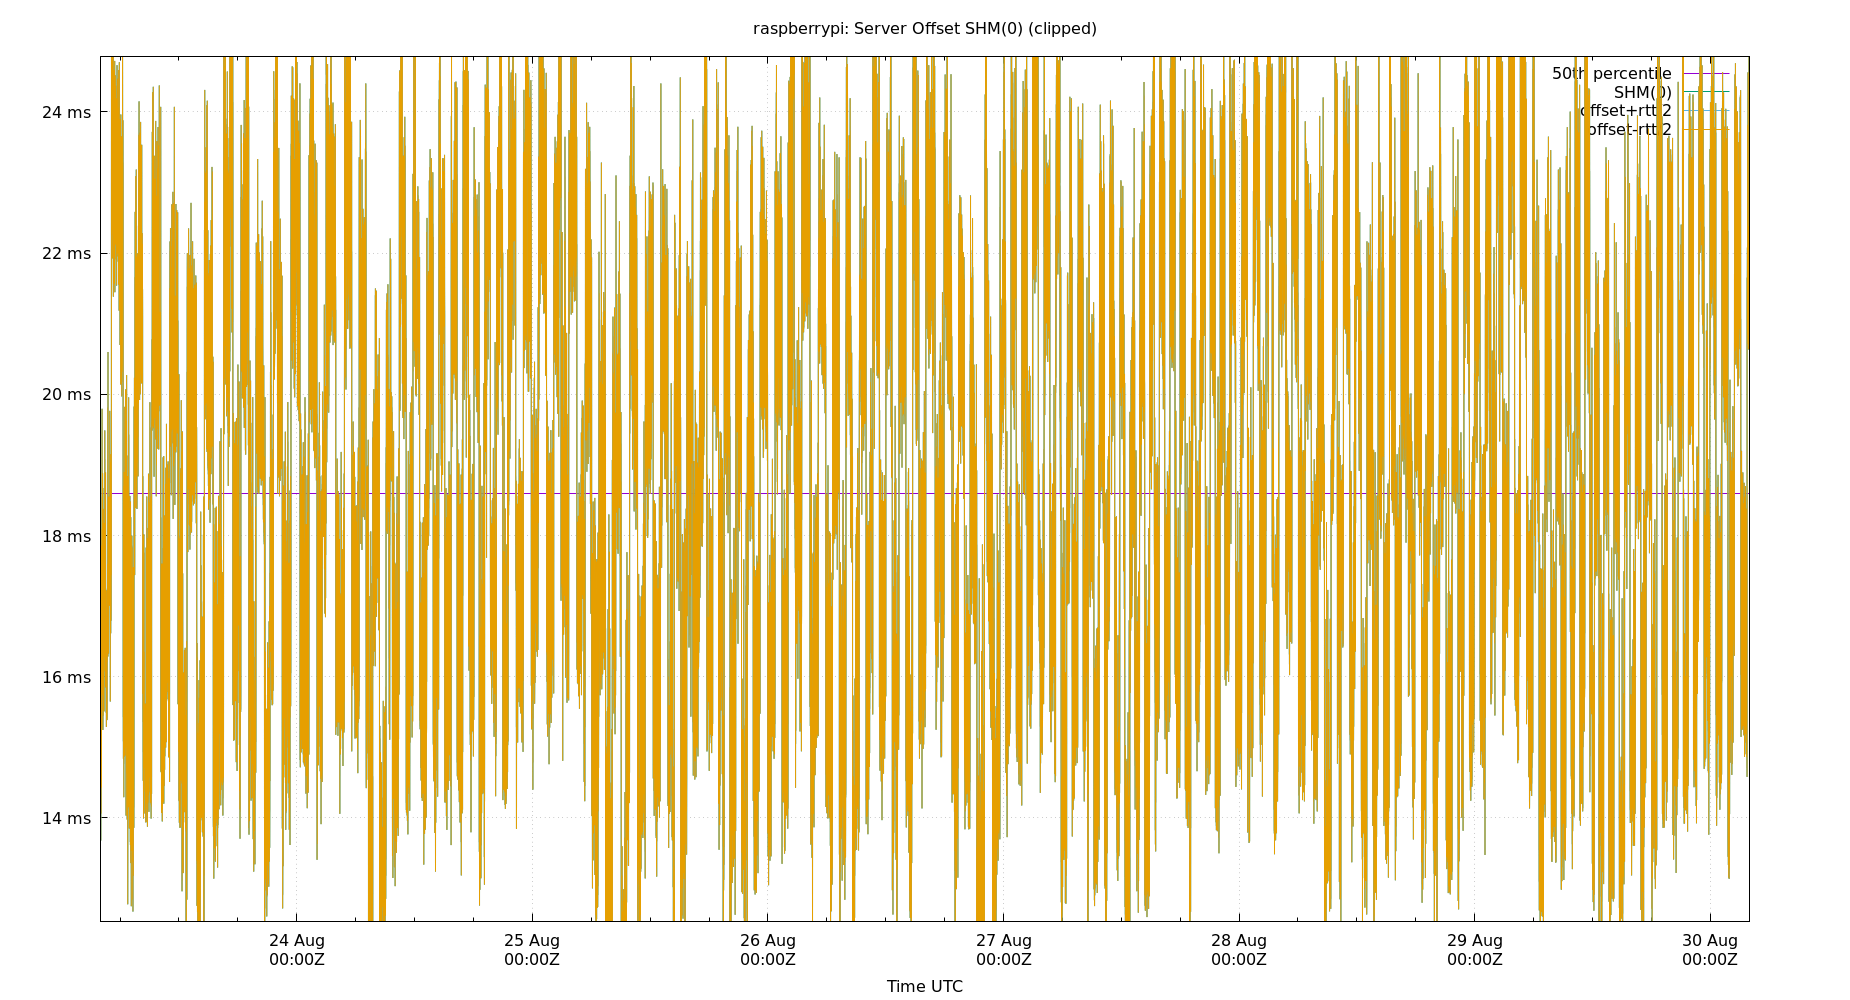 raspberrypi: Server Offset SHM(0) (clipped)
50th percentile
SHM(0)
offset+rtt/2
offset-rtt/2
24 ms
22 ms
20 ms
18 ms
16 ms
14 ms
24 Aug
00:00Z
25 Aug
00:00Z
26 Aug
00:00Z
27 Aug
00:00Z
28 Aug
00:00Z
29 Aug
00:00Z
30 Aug
00:00Z
Time UTC